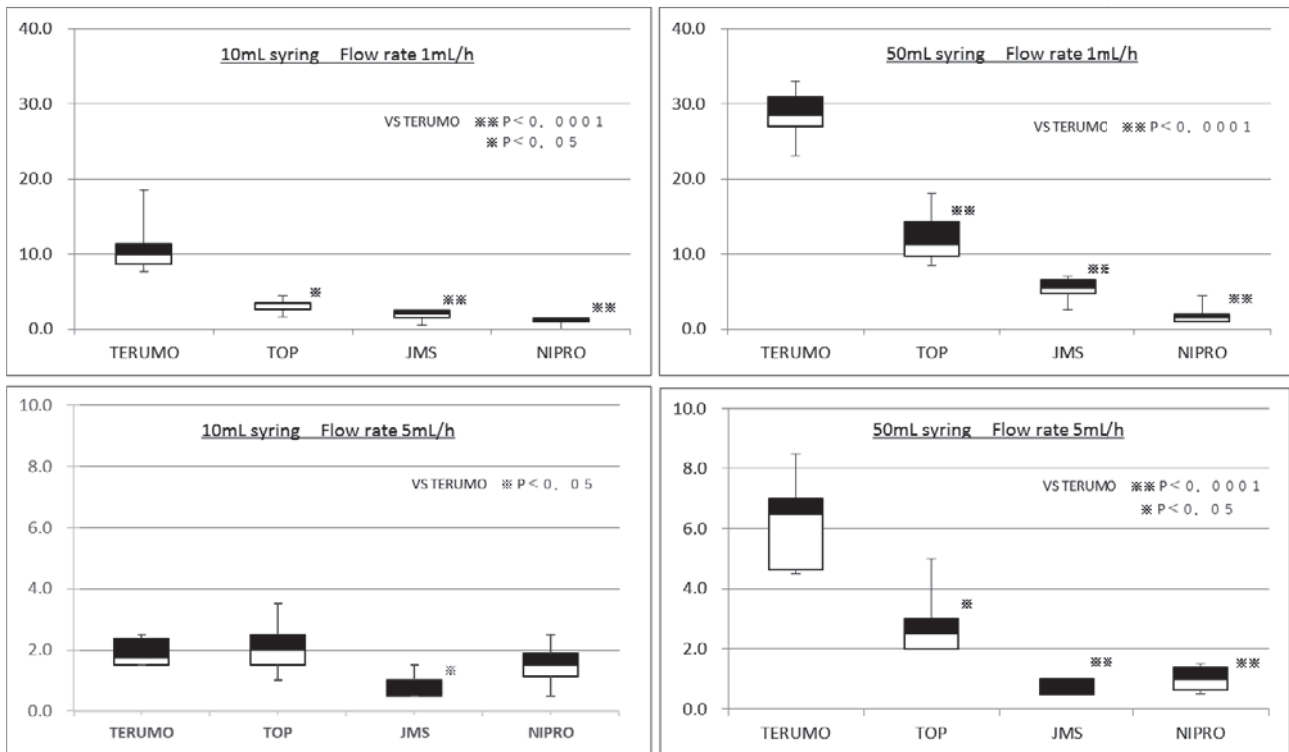 40.0
10mL syring Flow rate 1mL/h
30.0
VS TERUMO ※※P<0. 0001
※P<0. 05
20.0
10.0
※
※※
※※
0.0
TERUMO TOP JMS NIPRO
40.0
50mL syring Flow rate 1mL/h
30.0
VS TERUMO ※※P<0. 0001
20.0
※※
10.0
※※
※※
0.0
TERUMO TOP JMS NIPRO
10.0
10mL syring Flow rate 5mL/h
8.0
VS TERUMO ※P<0. 05
6.0
4.0
2.0
※
0.0
TERUMO TOP JMS NIPRO
10.0
50mL syring Flow rate 5mL/h
8.0
VS TERUMO ※※P<0. 0001
※P<0. 05
6.0
4.0
※
2.0
※※
※※
0.0
TERUMO TOP JMS NIPRO